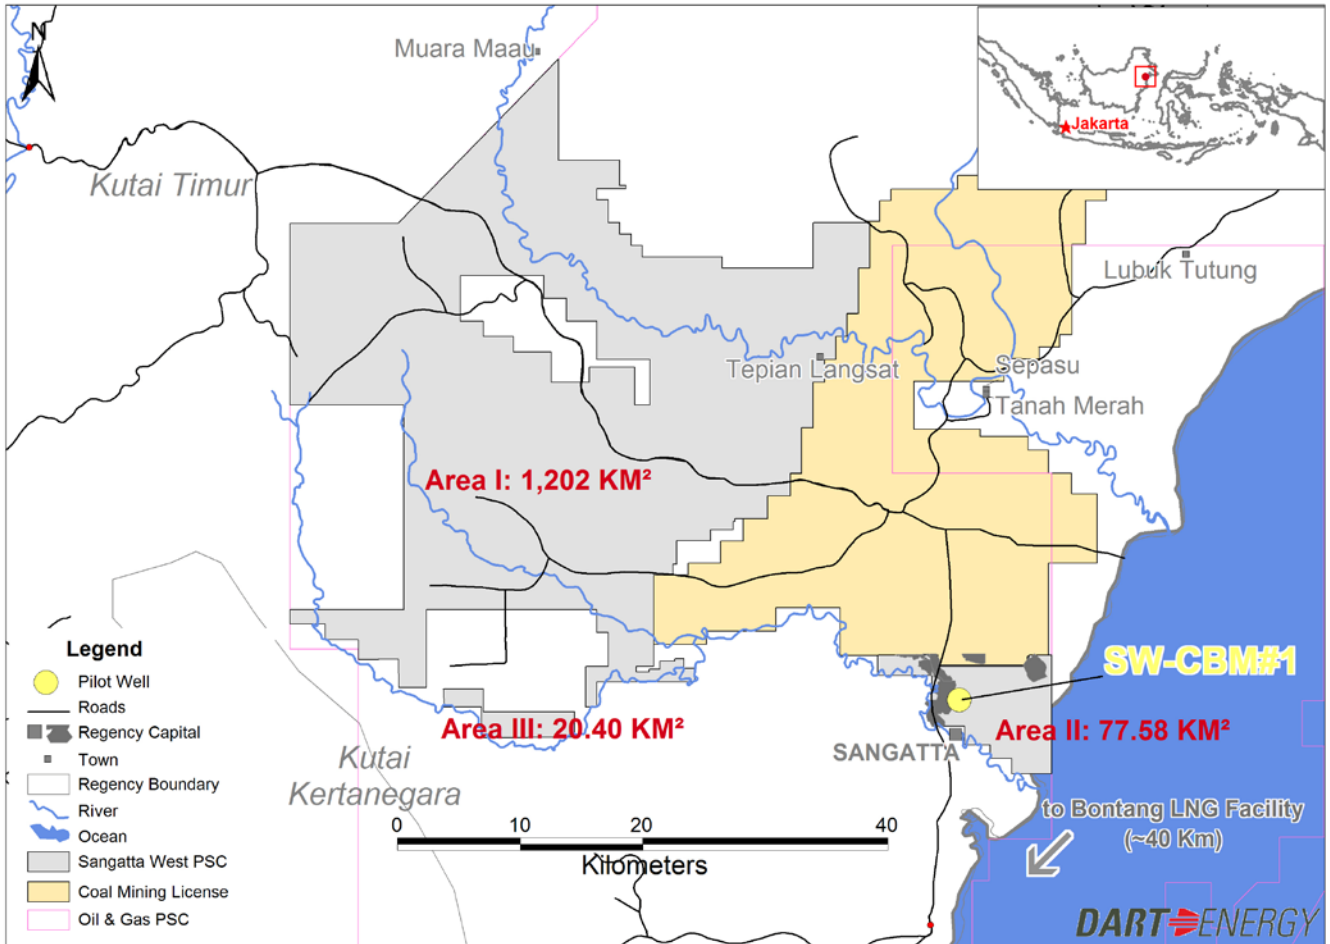 N
Muara Maau
Jakarta
Kutai Timur
Lubuk Tutung
Tepian Langsat
Sepasu
Tanah Merah
Area I: 1,202 KM²
Legend
Pilot Well
Roads
Regency Capital
Town
Regency Boundary
River
Ocean
Sangatta West PSC
Coal Mining License
Oil & Gas PSC
SW-CBM#1
Area III: 20.40 KM²
Area II: 77.58 KM²
SANGATTA
Kutai
Kertanegara
to Bontang LNG Facility
(~40 Km)
0 10 20 40
Kilometers
DART ENERGY